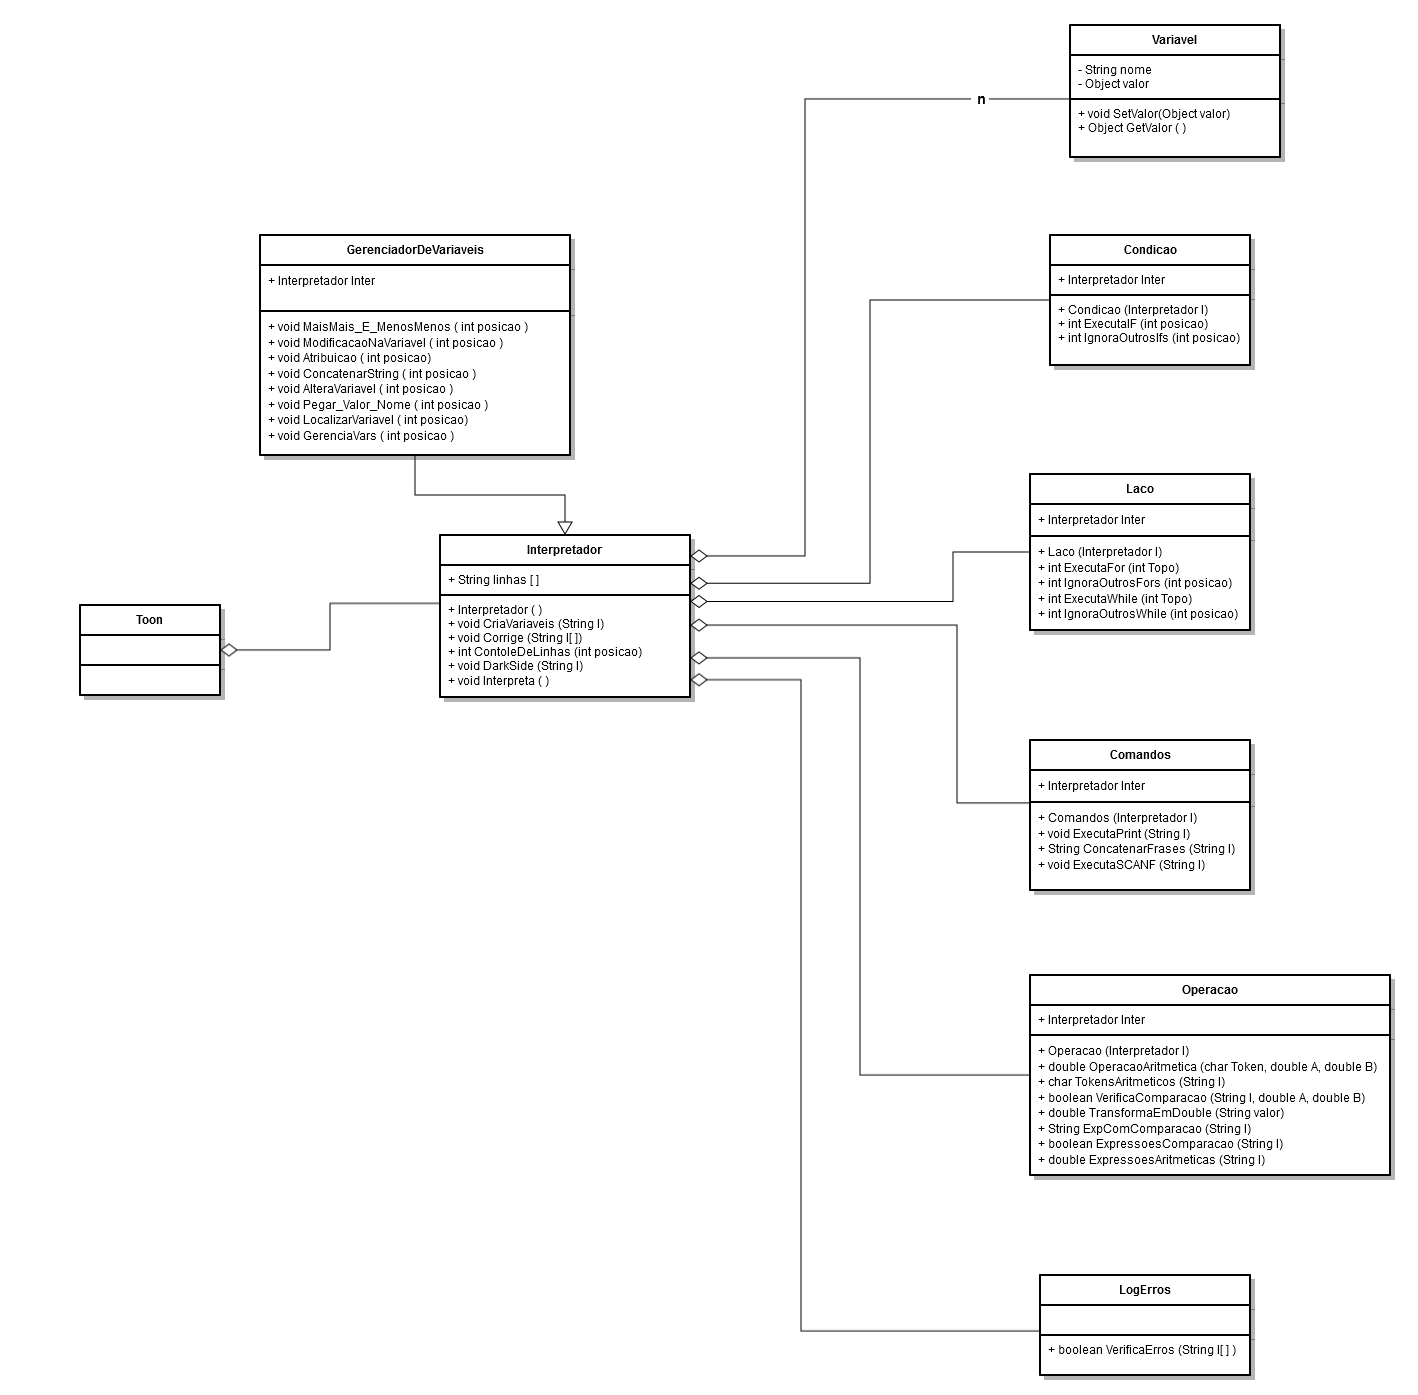 Variavel
- String nome
- Object valor
+ void SetValor(Object valor)
+ Object GetValor ( )
n
GerenciadorDeVariaveis
+ Interpretador Inter
+ void MaisMais_E_MenosMenos ( int posicao )
+ void ModificacaoNaVariavel ( int posicao )
+ void Atribuicao ( int posicao)
+ void ConcatenarString ( int posicao )
+ void AlteraVariavel ( int posicao )
+ void Pegar_Valor_Nome ( int posicao )
+ void LocalizarVariavel ( int posicao)
+ void GerenciaVars ( int posicao )
Condicao
+ Interpretador Inter
+ Condicao (Interpretador I)
+ int ExecutaIF (int posicao)
+ int IgnoraOutrosIfs (int posicao)
Laco
+ Interpretador Inter
+ Laco (Interpretador I)
+ int ExecutaFor (int Topo)
+ int IgnoraOutrosFors (int posicao)
+ int ExecutaWhile (int Topo)
+ int IgnoraOutrosWhile (int posicao)
Interpretador
+ String linhas [ ]
+ Interpretador ( )
+ void CriaVariaveis (String l)
+ void Corrige (String l[ ])
+ int ContoleDeLinhas (int posicao)
+ void DarkSide (String l)
+ void Interpreta ( )
Toon
Comandos
+ Interpretador Inter
+ Comandos (Interpretador I)
+ void ExecutaPrint (String l)
+ String ConcatenarFrases (String l)
+ void ExecutaSCANF (String l)
Operacao
+ Interpretador Inter
+ Operacao (Interpretador I)
+ double OperacaoAritmetica (char Token, double A, double B)
+ char TokensAritmeticos (String l)
+ boolean VerificaComparacao (String l, double A, double B)
+ double TransformaEmDouble (String valor)
+ String ExpComComparacao (String l)
+ boolean ExpressoesComparacao (String l)
+ double ExpressoesAritmeticas (String l)
LogErros
+ boolean VerificaErros (String l[ ] )